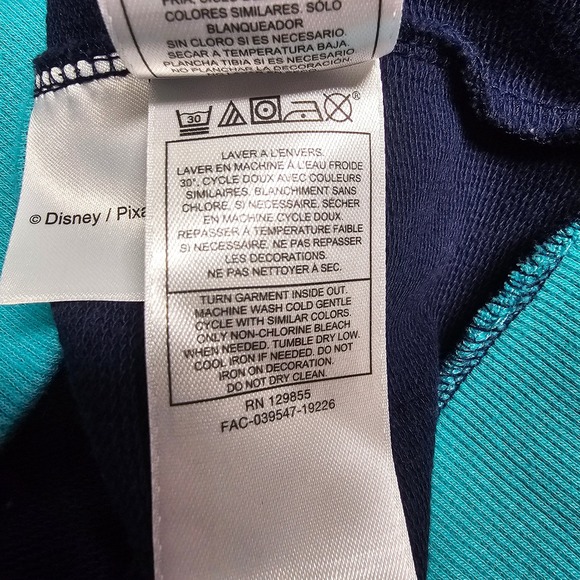 COLORES SIMILARES. SÓLO
BLANQUEADOR
SIN CLORO SI ES NECESARIO.
SECAR A TEMPERATURA BAJA.
PLANCHA TIBIA SI ES NECESARIO.
NO PLANCHAR LA DECORACIÓN.
30
®
LAVER A L'ENVERS.
LAVER EN MACHINE À L'EAU FROIDE
30°, CYCLE DOUX AVEC COULEURS
SIMILAIRES. BLANCHIMENT SANS
CHLORE, SI NECESSAIRE, SÉCHER
EN MACHINE CYCLE DOUX.
REPASSER À TEMPERATURE FAIBLE
SI NECESSAIRE, NE PAS REPASSER
LES DECORATIONS.
NE PAS NETTOYER À SEC.
© Disney / Pixa
TURN GARMENT INSIDE OUT.
MACHINE WASH COLD GENTLE
CYCLE WITH SIMILAR COLORS.
ONLY NON-CHLORINE BLEACH
WHEN NEEDED. TUMBLE DRY LOW.
COOL IRON IF NEEDED. DO NOT
IRON ON DECORATION.
DO NOT DRY CLEAN.
RN 129855
FAC-039547-19226